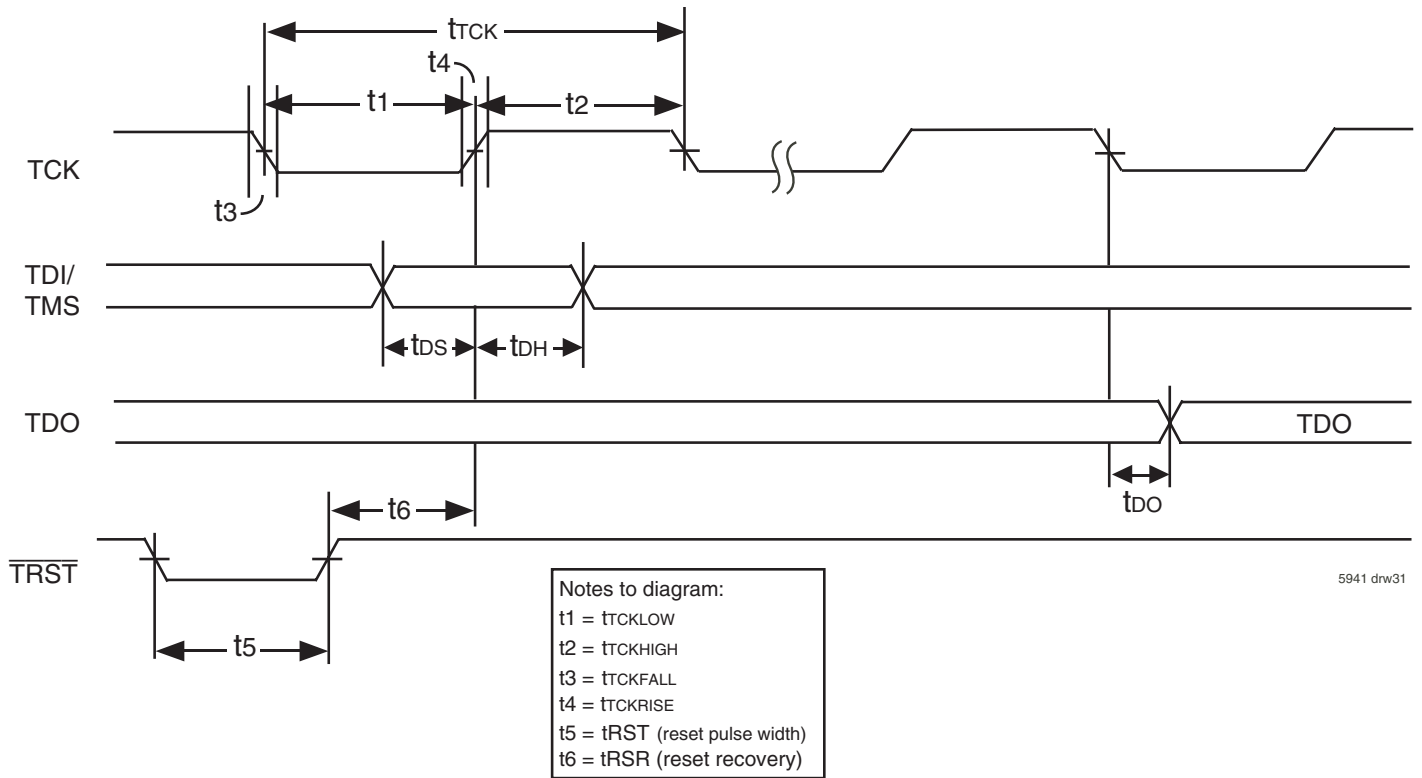 tTCK
t4
t1
t2
TCK
t3
TDI/
TMS
tDS
tDH
TDO
TDO
t6
tDO
TRST
5941 drw31
t5
Notes to diagram:
t1 = tTCKLOW
t2 = tTCKHIGH
t3 = tTCKFALL
t4 = tTCKRISE
t5 = tRST (reset pulse width)
t6 = tRSR (reset recovery)